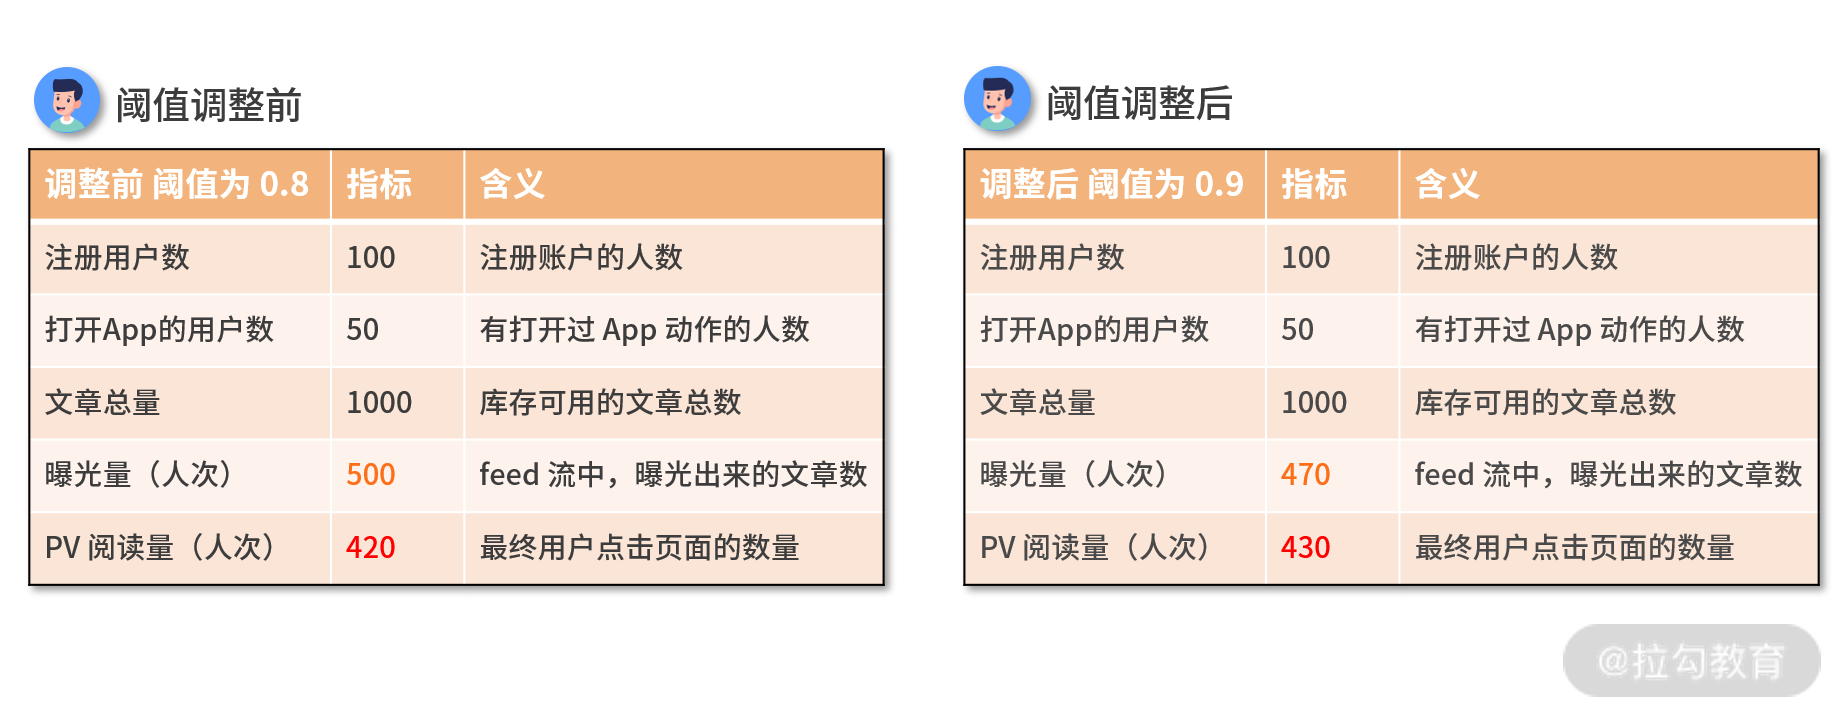 阈值调整前
调整前 阈值为 0.8 指标 含义
注册用户数 100 注册账户的人数
打开App的用户数 50 有打开过 App 动作的人数
文章总量 1000 库存可用的文章总数
曝光量（人次） 500 feed 流中，曝光出来的文章数
PV 阅读量（人次） 420 最终用户点击页面的数量
阈值调整后
调整后 阈值为 0.9 指标 含义
注册用户数 100 注册账户的人数
打开App的用户数 50 有打开过 App 动作的人数
文章总量 1000 库存可用的文章总数
曝光量（人次） 470 feed 流中，曝光出来的文章数
PV 阅读量（人次） 430 最终用户点击页面的数量
@拉勾教育